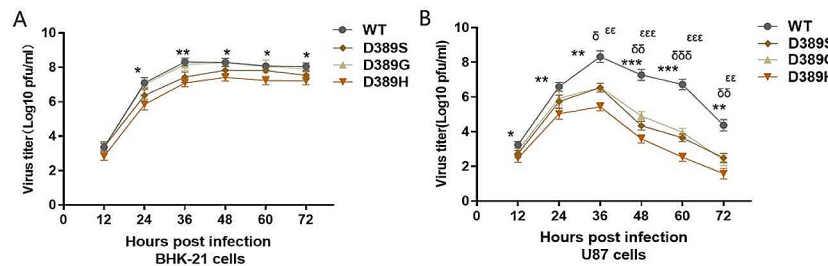 A
Virus titer(Log10 pfu/ml)
10
8
6
4
2
0
0 12 24 36 48 60 72
Hours post infection
BHK-21 cells
* ** * * *
WT
D389S
D389G
D389H
B
Virus titer(Log10 pfu/ml)
10
8
6
4
2
0
0 12 24 36 48 60 72
Hours post infection
U87 cells
* ** ** *** *** **
δ εε
δδ εεε
δδδ εεε
δδ εε
WT
D389S
D389G
D389H